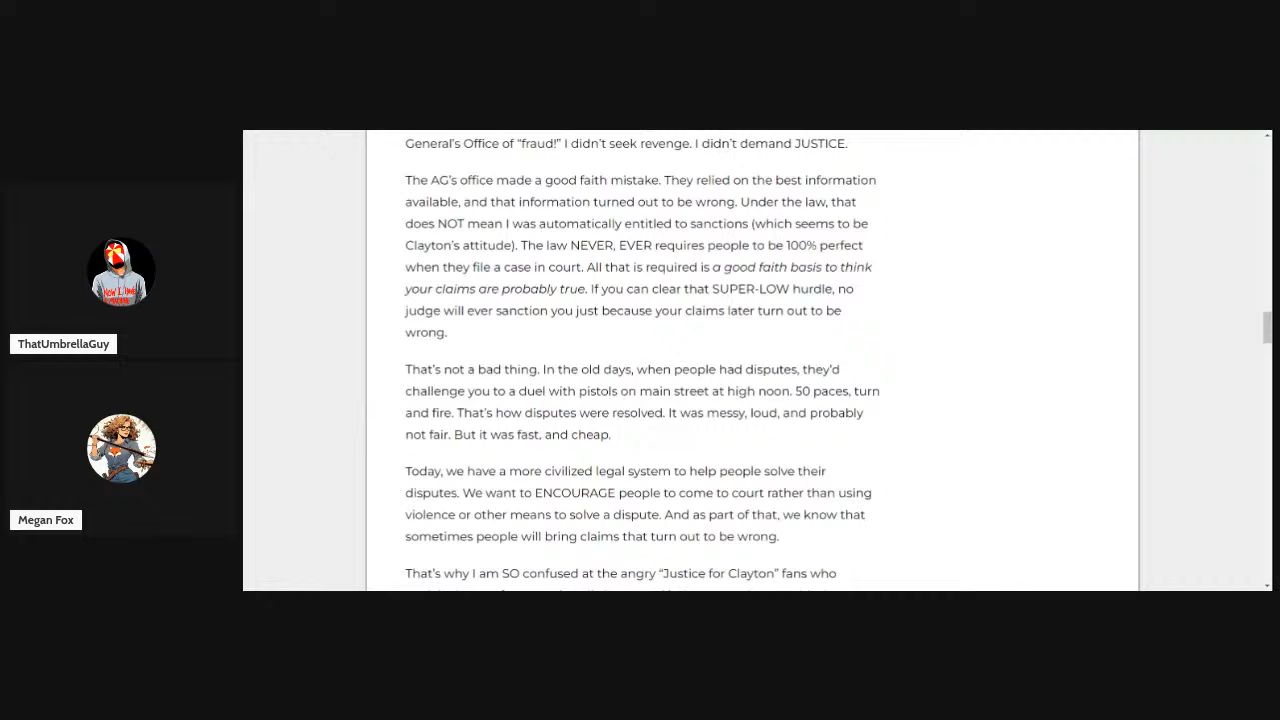 General's Office of "fraud!" I didn't seek revenge. I didn't demand JUSTICE.
The AG's office made a good faith mistake. They relied on the best information
available, and that information turned out to be wrong. Under the law, that
does NOT mean I was automatically entitled to sanctions (which seems to be
Clayton's attitude). The law NEVER, EVER requires people to be 100% perfect
when they file a case in court. All that is required is a good faith basis to think
your claims are probably true. If you can clear that SUPER-LOW hurdle, no
judge will ever sanction you just because your claims later turn out to be
wrong.
That's not a bad thing. In the old days, when people had disputes, they'd
challenge you to a duel with pistols on main street at high noon. 50 paces, turn
and fire. That's how disputes were resolved. It was messy, loud, and probably
not fair. But it was fast, and cheap.
Today, we have a more civilized legal system to help people solve their
disputes. We want to ENCOURAGE people to come to court rather than using
violence or other means to solve a dispute. And as part of that, we know that
sometimes people will bring claims that turn out to be wrong.
That's why I am SO confused at the angry "Justice for Clayton" fans who
ThatUmbrellaGuy
Megan Fox